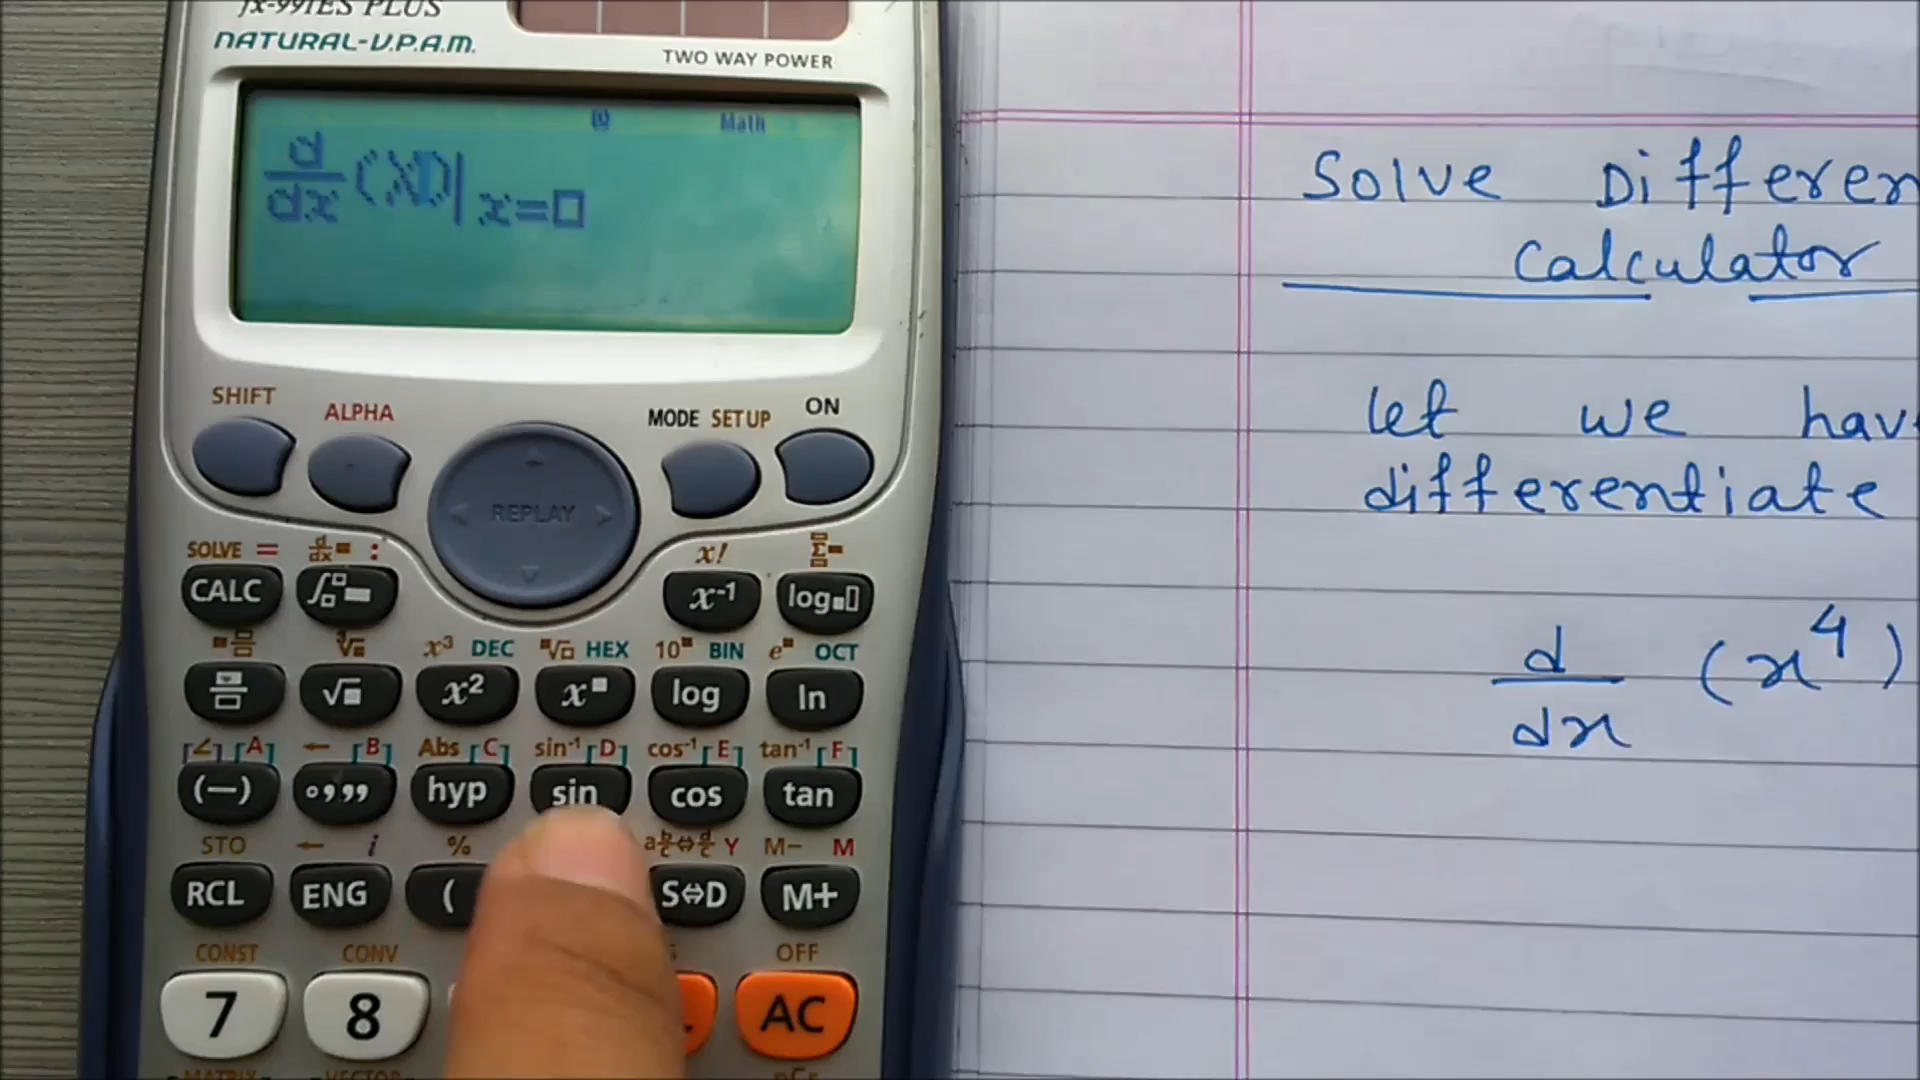 fx-991ES PLUS
NATURAL-V.P.A.M.
TWO WAY POWER
D Math
d/dx (X)| x=□
SHIFT
ALPHA
MODE SETUP
ON
REPLAY
SOLVE = d/dx :
x! Σ
CALC ∫
x⁻¹ log
x³ DEC √ HEX 10 BIN e OCT
√ x² x log ln
∠ A ← B Abs C sin⁻¹ D cos⁻¹ E tan⁻¹ F
(−) °,,, hyp sin cos tan
STO ← i % a b/c⇔d/c Y M− M
RCL ENG ( S⇔D M+
CONST CONV OFF
7 8 AC
Solve Differen
Calculator
let we hav
differentiate
d/dx (x⁴)